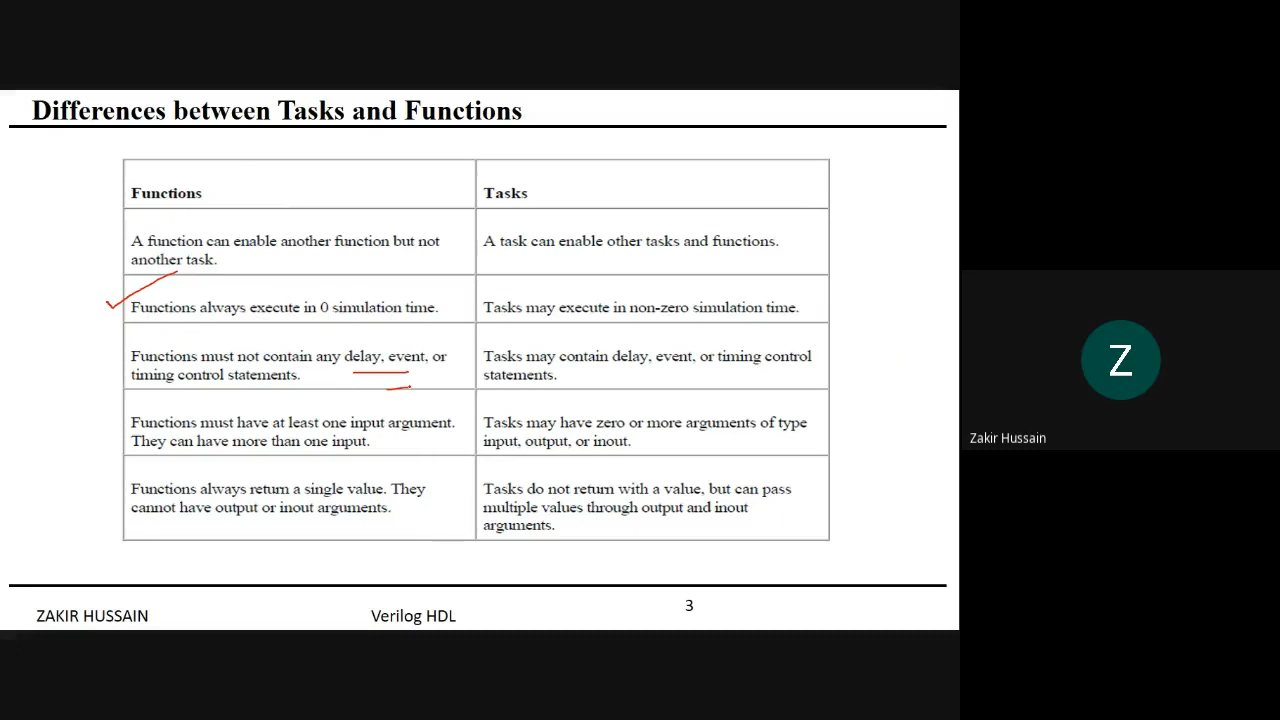 Differences between Tasks and Functions
Functions
Tasks
A function can enable another function but not
another task.
A task can enable other tasks and functions.
Functions always execute in 0 simulation time.
Tasks may execute in non-zero simulation time.
Functions must not contain any delay, event, or
timing control statements.
Tasks may contain delay, event, or timing control
statements.
Functions must have at least one input argument.
They can have more than one input.
Tasks may have zero or more arguments of type
input, output, or inout.
Functions always return a single value. They
cannot have output or inout arguments.
Tasks do not return with a value, but can pass
multiple values through output and inout
arguments.
ZAKIR HUSSAIN
Verilog HDL
3
Z
Zakir Hussain